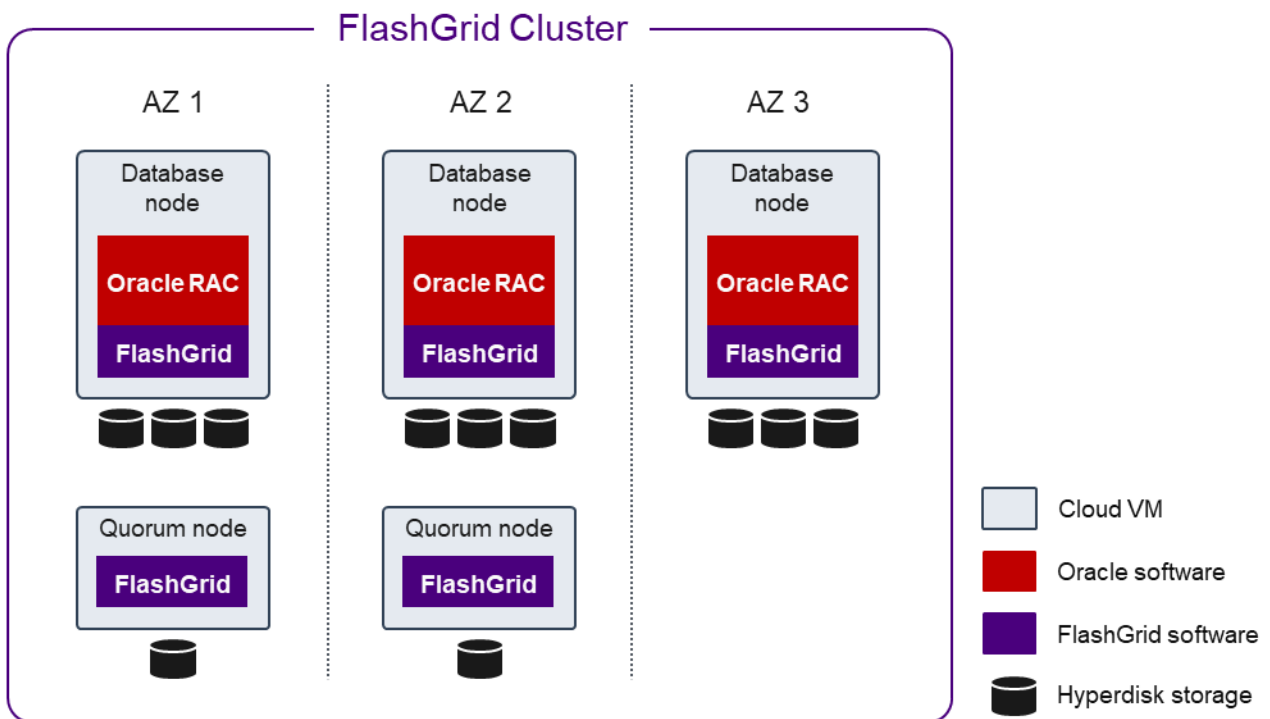 FlashGrid Cluster
AZ 1
AZ 2
AZ 3
Database
node
Oracle RAC
FlashGrid
Database
node
Oracle RAC
FlashGrid
Database
node
Oracle RAC
FlashGrid
Quorum node
FlashGrid
Quorum node
FlashGrid
Cloud VM
Oracle software
FlashGrid software
Hyperdisk storage